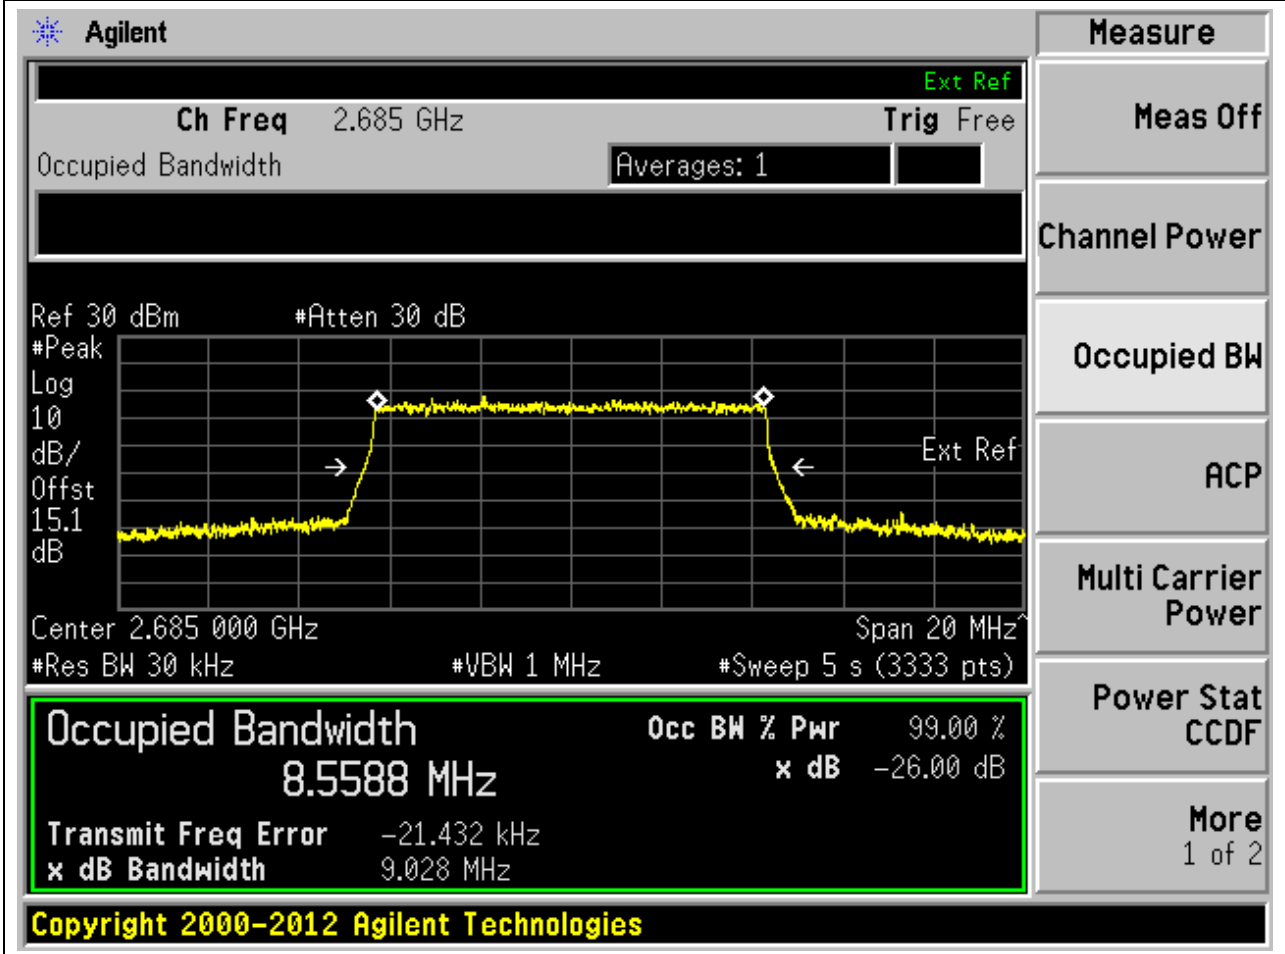 Agilent
Measure
Ext Ref
Ch Freq 2.685 GHz Trig Free
Occupied Bandwidth Averages: 1
Ref 30 dBm #Atten 30 dB
#Peak
Log
10
dB/
Offst
15.1
dB
Ext Ref
Center 2.685 000 GHz Span 20 MHz^
#Res BW 30 kHz #VBW 1 MHz #Sweep 5 s (3333 pts)
Occupied Bandwidth
8.5588 MHz
Occ BW % Pwr 99.00 %
x dB -26.00 dB
Transmit Freq Error -21.432 kHz
x dB Bandwidth 9.028 MHz
Meas Off
Channel Power
Occupied BW
ACP
Multi Carrier
Power
Power Stat
CCDF
More
1 of 2
Copyright 2000-2012 Agilent Technologies